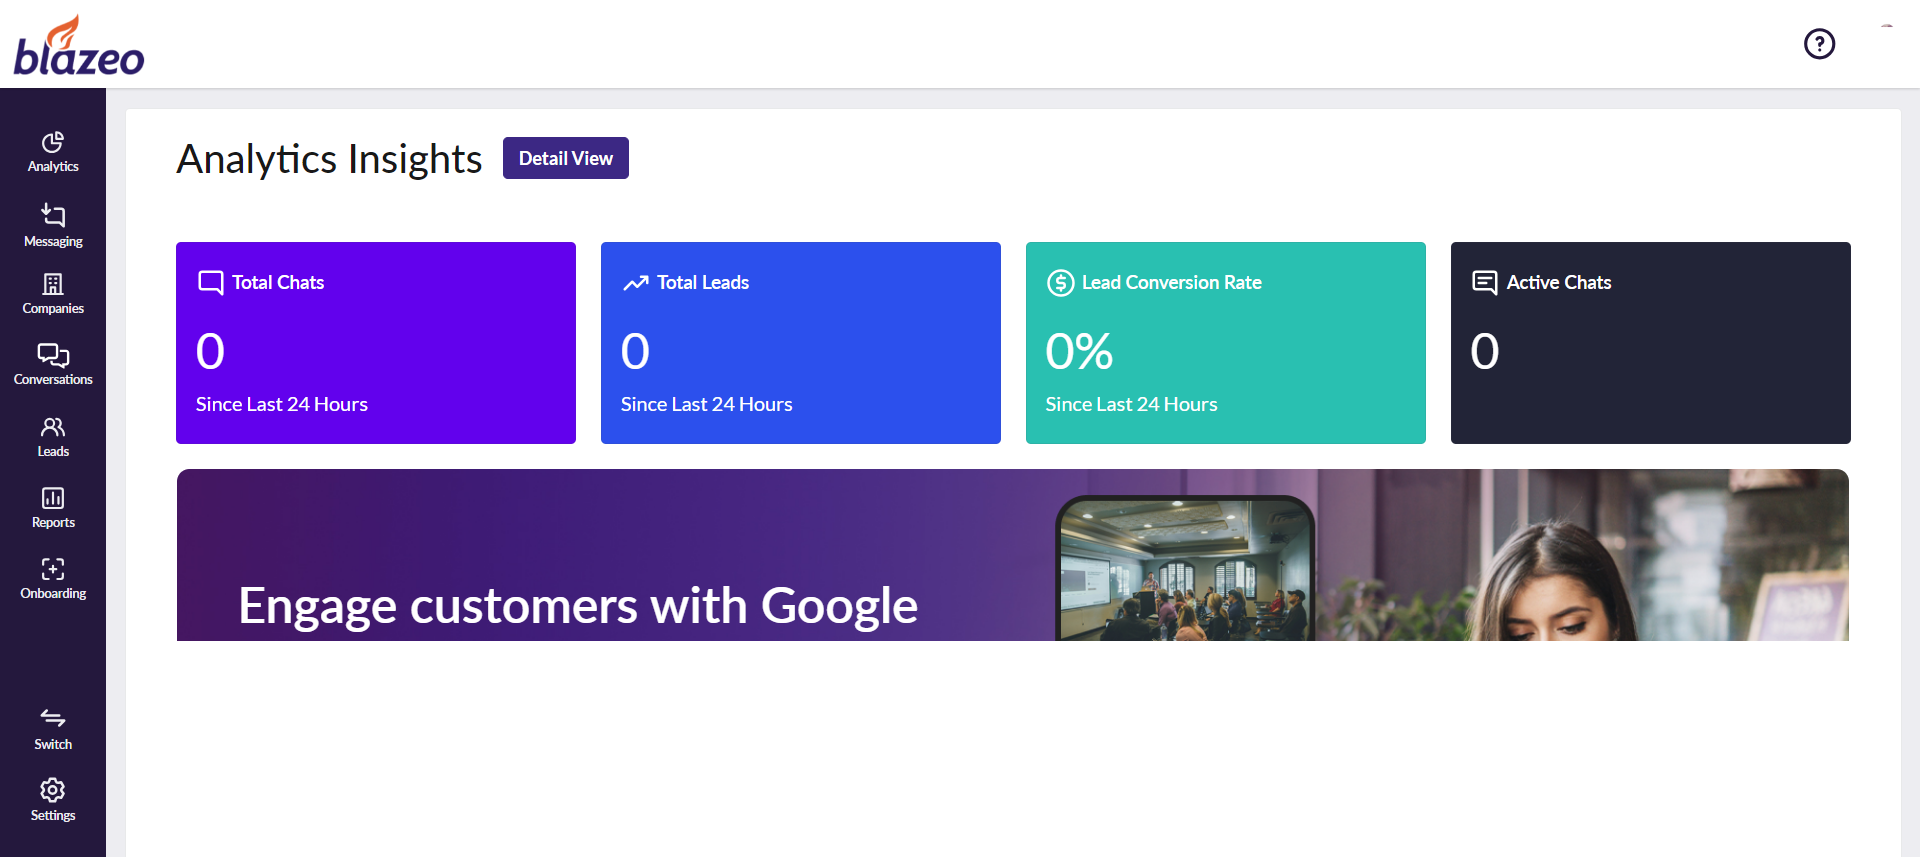 blazeo
Analytics
Messaging
Companies
Conversations
Leads
Reports
Onboarding
Switch
Settings
Analytics Insights
Detail View
Total Chats
0
Since Last 24 Hours
Total Leads
0
Since Last 24 Hours
Lead Conversion Rate
0%
Since Last 24 Hours
Active Chats
0
Engage customers with Google